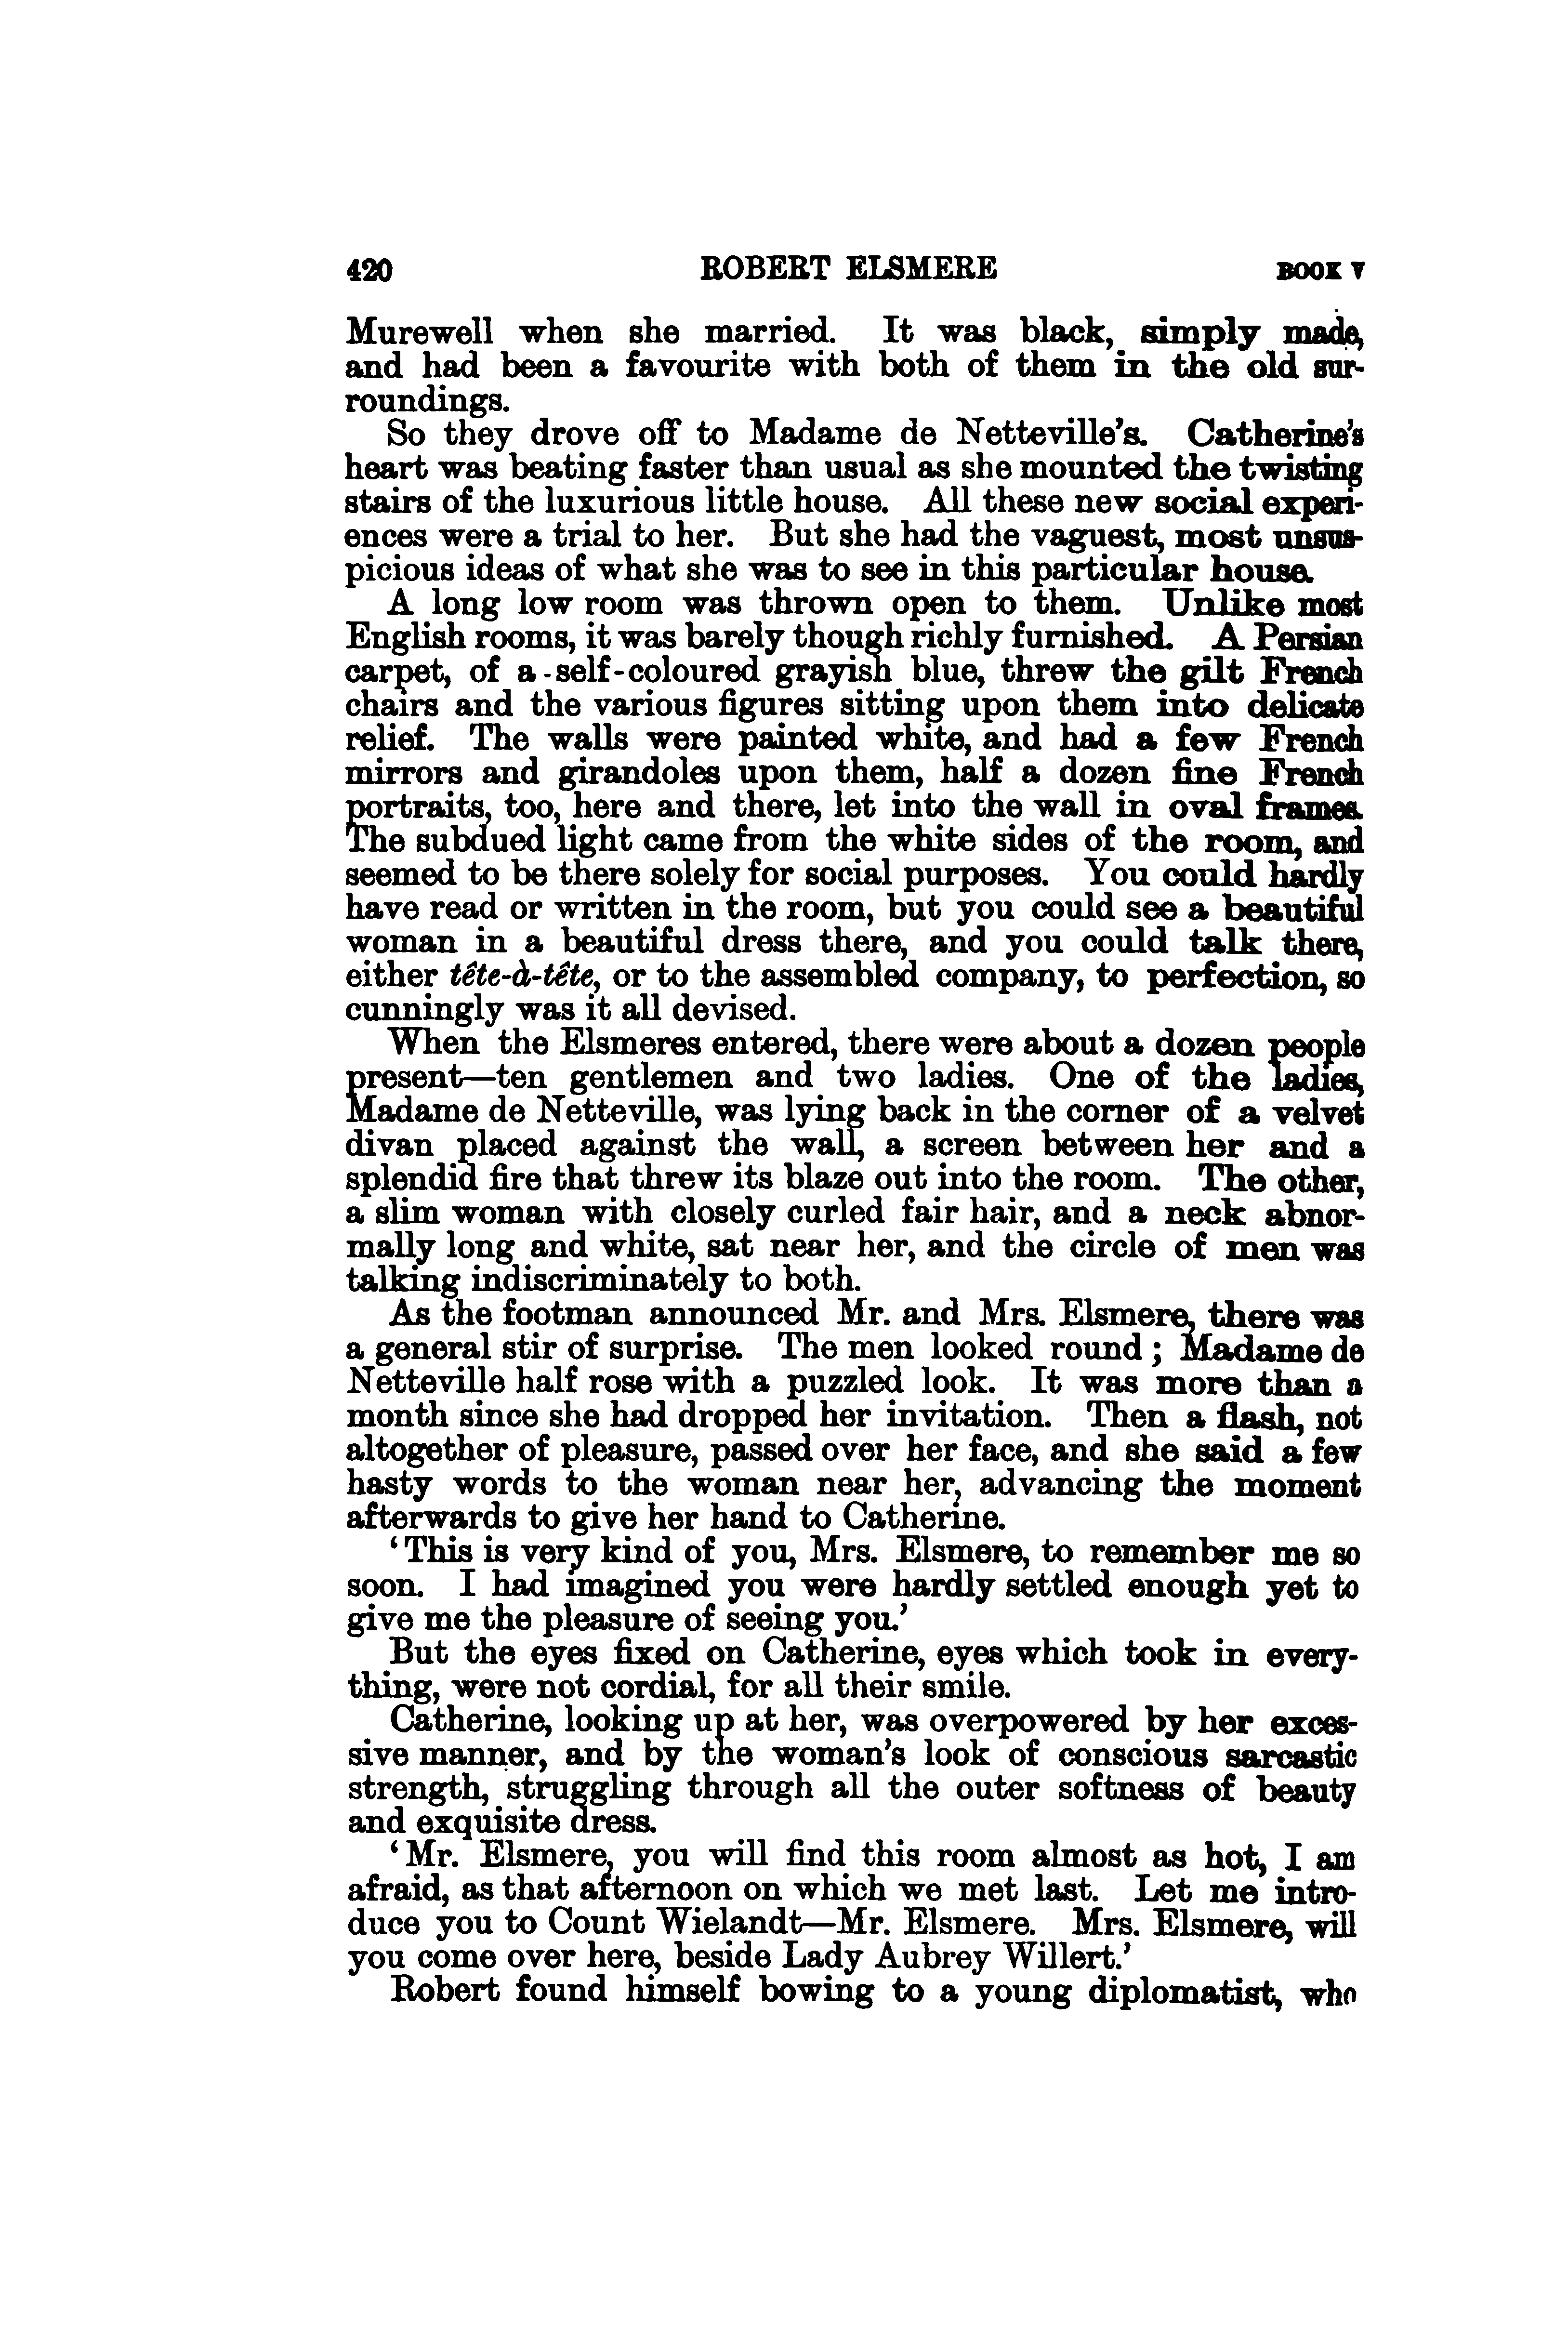 420 ROBERT ELSMERE BOOK V
Murewell when she married. It was black, simply made,
and had been a favourite with both of them in the old sur-
roundings.
So they drove off to Madame de Netteville's. Catherine's
heart was beating faster than usual as she mounted the twisting
stairs of the luxurious little house. All these new social experi-
ences were a trial to her. But she had the vaguest, most unsus-
picious ideas of what she was to see in this particular house.
A long low room was thrown open to them. Unlike most
English rooms, it was barely though richly furnished. A Persian
carpet, of a-self-coloured grayish blue, threw the gilt French
chairs and the various figures sitting upon them into delicate
relief. The walls were painted white, and had a few French
mirrors and girandoles upon them, half a dozen fine French
portraits, too, here and there, let into the wall in oval frames.
The subdued light came from the white sides of the room, and
seemed to be there solely for social purposes. You could hardly
have read or written in the room, but you could see a beautiful
woman in a beautiful dress there, and you could talk there,
either tête-à-tête, or to the assembled company, to perfection, so
cunningly was it all devised.
When the Elsmeres entered, there were about a dozen people
present—ten gentlemen and two ladies. One of the ladies,
Madame de Netteville, was lying back in the corner of a velvet
divan placed against the wall, a screen between her and a
splendid fire that threw its blaze out into the room. The other,
a slim woman with closely curled fair hair, and a neck abnor-
mally long and white, sat near her, and the circle of men was
talking indiscriminately to both.
As the footman announced Mr. and Mrs. Elsmere, there was
a general stir of surprise. The men looked round ; Madame de
Netteville half rose with a puzzled look. It was more than a
month since she had dropped her invitation. Then a flash, not
altogether of pleasure, passed over her face, and she said a few
hasty words to the woman near her, advancing the moment
afterwards to give her hand to Catherine.
‘This is very kind of you, Mrs. Elsmere, to remember me so
soon. I had imagined you were hardly settled enough yet to
give me the pleasure of seeing you.’
But the eyes fixed on Catherine, eyes which took in every-
thing, were not cordial, for all their smile.
Catherine, looking up at her, was overpowered by her exces-
sive manner, and by the woman's look of conscious sarcastic
strength, struggling through all the outer softness of beauty
and exquisite dress.
‘Mr. Elsmere, you will find this room almost as hot, I am
afraid, as that afternoon on which we met last. Let me intro-
duce you to Count Wielandt—Mr. Elsmere. Mrs. Elsmere, will
you come over here, beside Lady Aubrey Willert.’
Robert found himself bowing to a young diplomatist, who